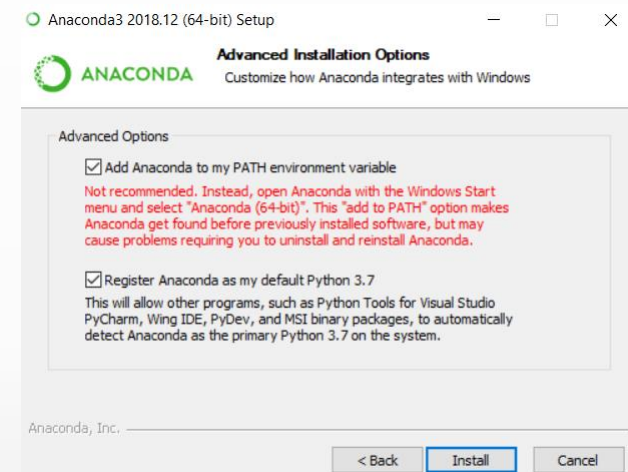 Anaconda3 2018.12 (64-bit) Setup
ANACONDA
Advanced Installation Options
Customize how Anaconda integrates with Windows
Advanced Options
Add Anaconda to my PATH environment variable
Not recommended. Instead, open Anaconda with the Windows Start
menu and select "Anaconda (64-bit)". This "add to PATH" option makes
Anaconda get found before previously installed software, but may
cause problems requiring you to uninstall and reinstall Anaconda.
Register Anaconda as my default Python 3.7
This will allow other programs, such as Python Tools for Visual Studio
PyCharm, Wing IDE, PyDev, and MSI binary packages, to automatically
detect Anaconda as the primary Python 3.7 on the system.
Anaconda, Inc.
< Back Install Cancel